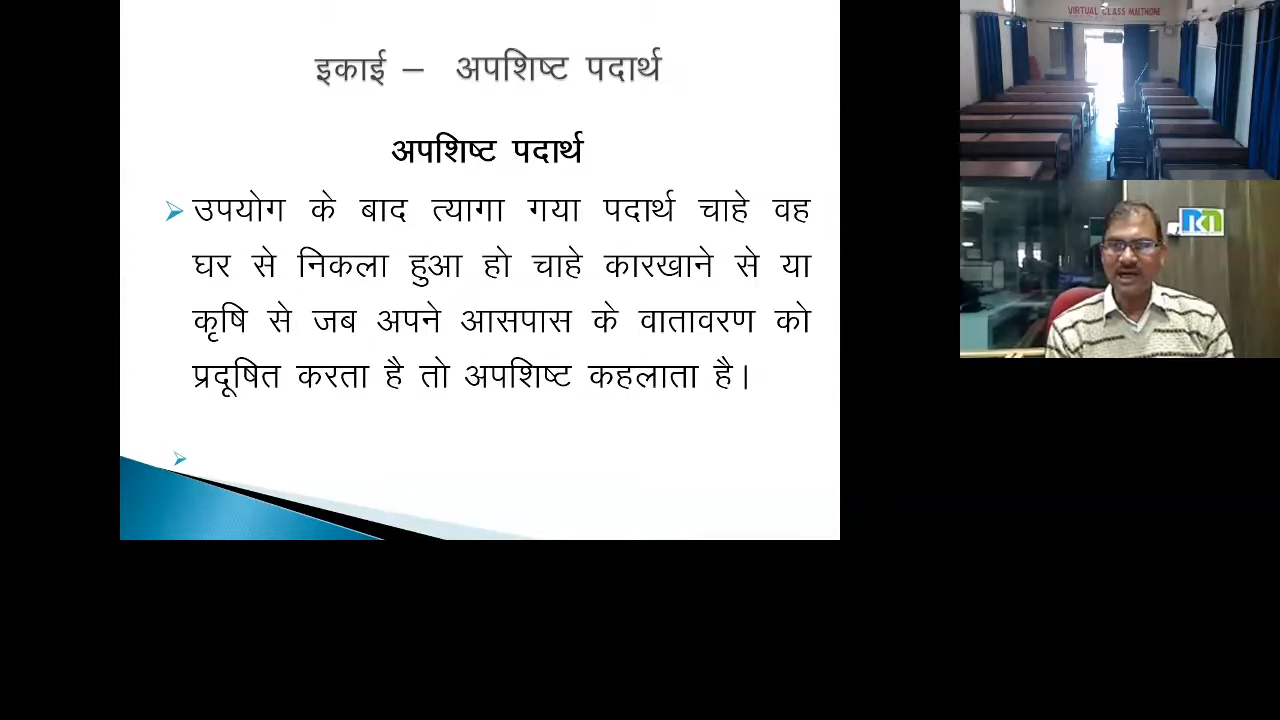 इकाई – अपशिष्ट पदार्थ
अपशिष्ट पदार्थ
उपयोग के बाद त्यागा गया पदार्थ चाहे वह
घर से निकला हुआ हो चाहे कारखाने से या
कृषि से जब अपने आसपास के वातावरण को
प्रदूषित करता है तो अपशिष्ट कहलाता है।
VIRTUAL CLASS MALTHONE